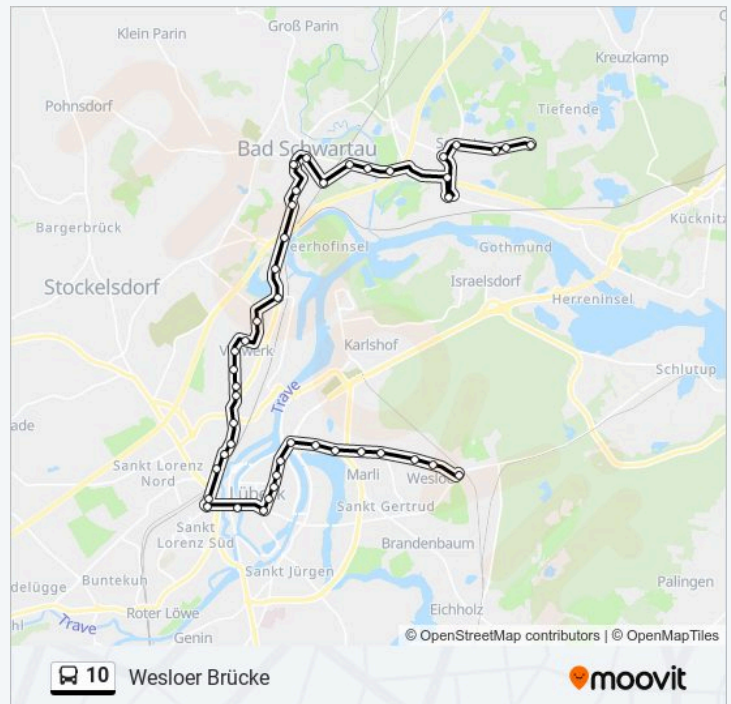 Groß Parin
Klein Parin
Kreuzkamp
Pohnsdorf
Tiefende
Bad Schwartau
Bargerbrück
Kücknitz
Gothmund
Stockelsdorf
Israelsdorf
Herreninsel
Karlshof
Schlutup
Trave
Sankt Lorenz
Nord
Marli
Lübeck
Sankt Gertrud
Sankt
Lorenz Süd
Brandenbaum
Sankt Jürgen
Buntekuh
Palingen
Eichholz
Roter Löwe
Trave
Genin
© OpenStreetMap contributors | © OpenMapTiles
10 Wesloer Brücke
moovit